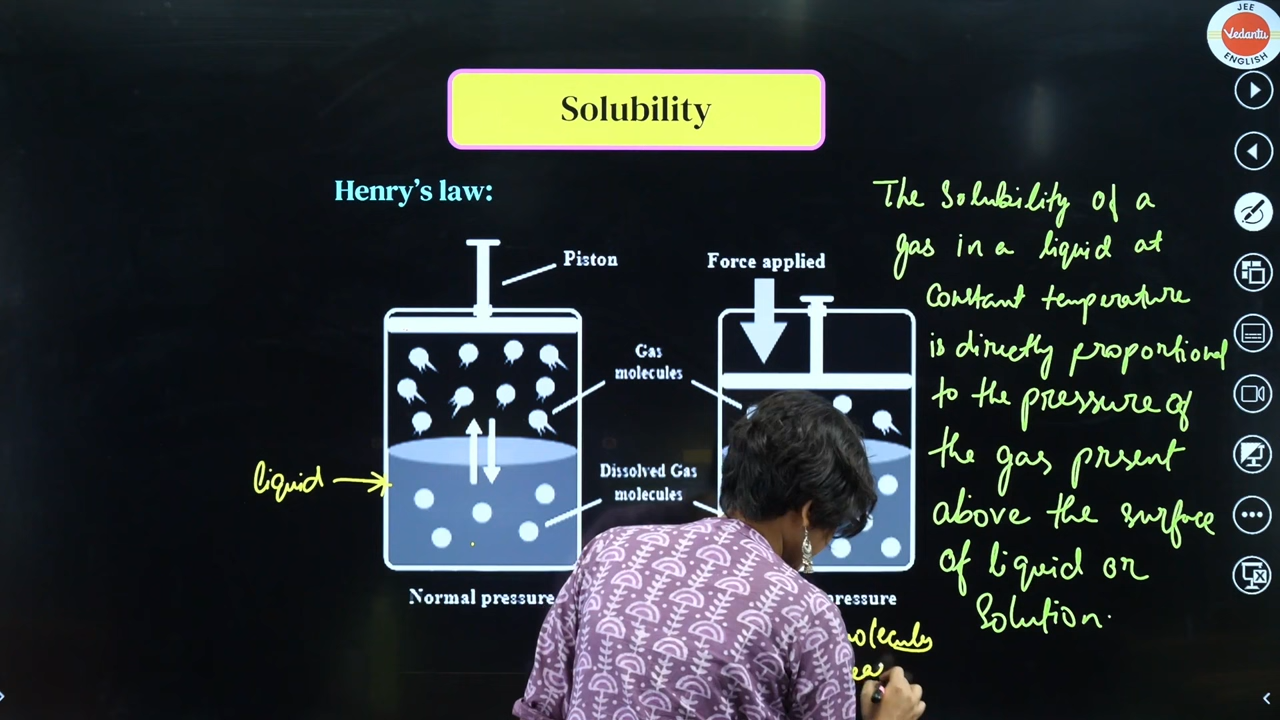 JEE
Vedantu
ENGLISH
Solubility
Henry's law:
Piston
Force applied
Gas
molecules
Dissolved Gas
molecules
liquid
Normal pressure
The Solubility of a
gas in a liquid at
Constant temperature
is directly proportional
to the pressure of
the gas present
above the surface
of liquid or
Solution.